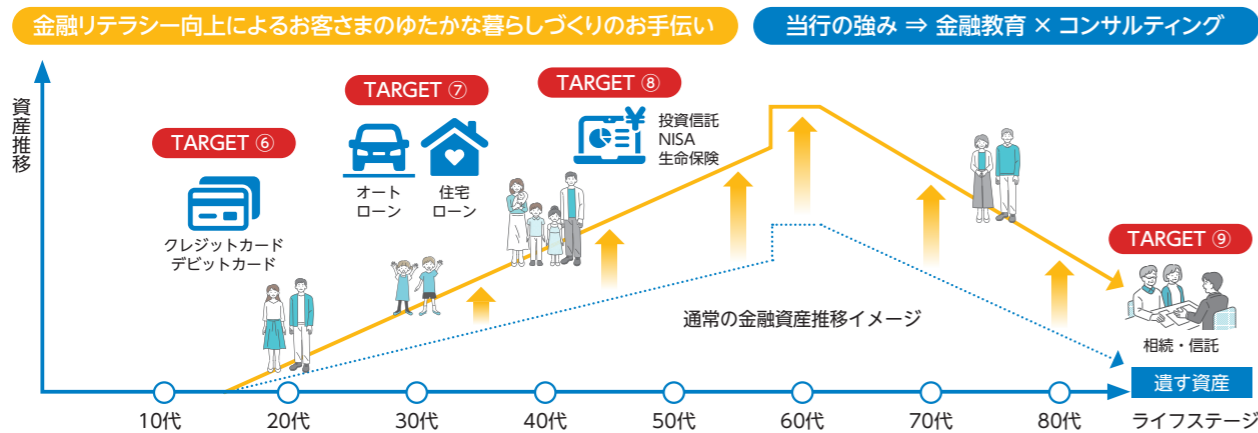 金融リテラシー向上によるお客さまのゆたかな暮らしづくりのお手伝い
当行の強み ⇒ 金融教育 × コンサルティング
資産推移
TARGET ⑥
クレジットカード
デビットカード
TARGET ⑦
オート
ローン
住宅
ローン
TARGET ⑧
¥
投資信託
NISA
生命保険
通常の金融資産推移イメージ
TARGET ⑨
相続・信託
遺す資産
10代
20代
30代
40代
50代
60代
70代
80代
ライフステージ